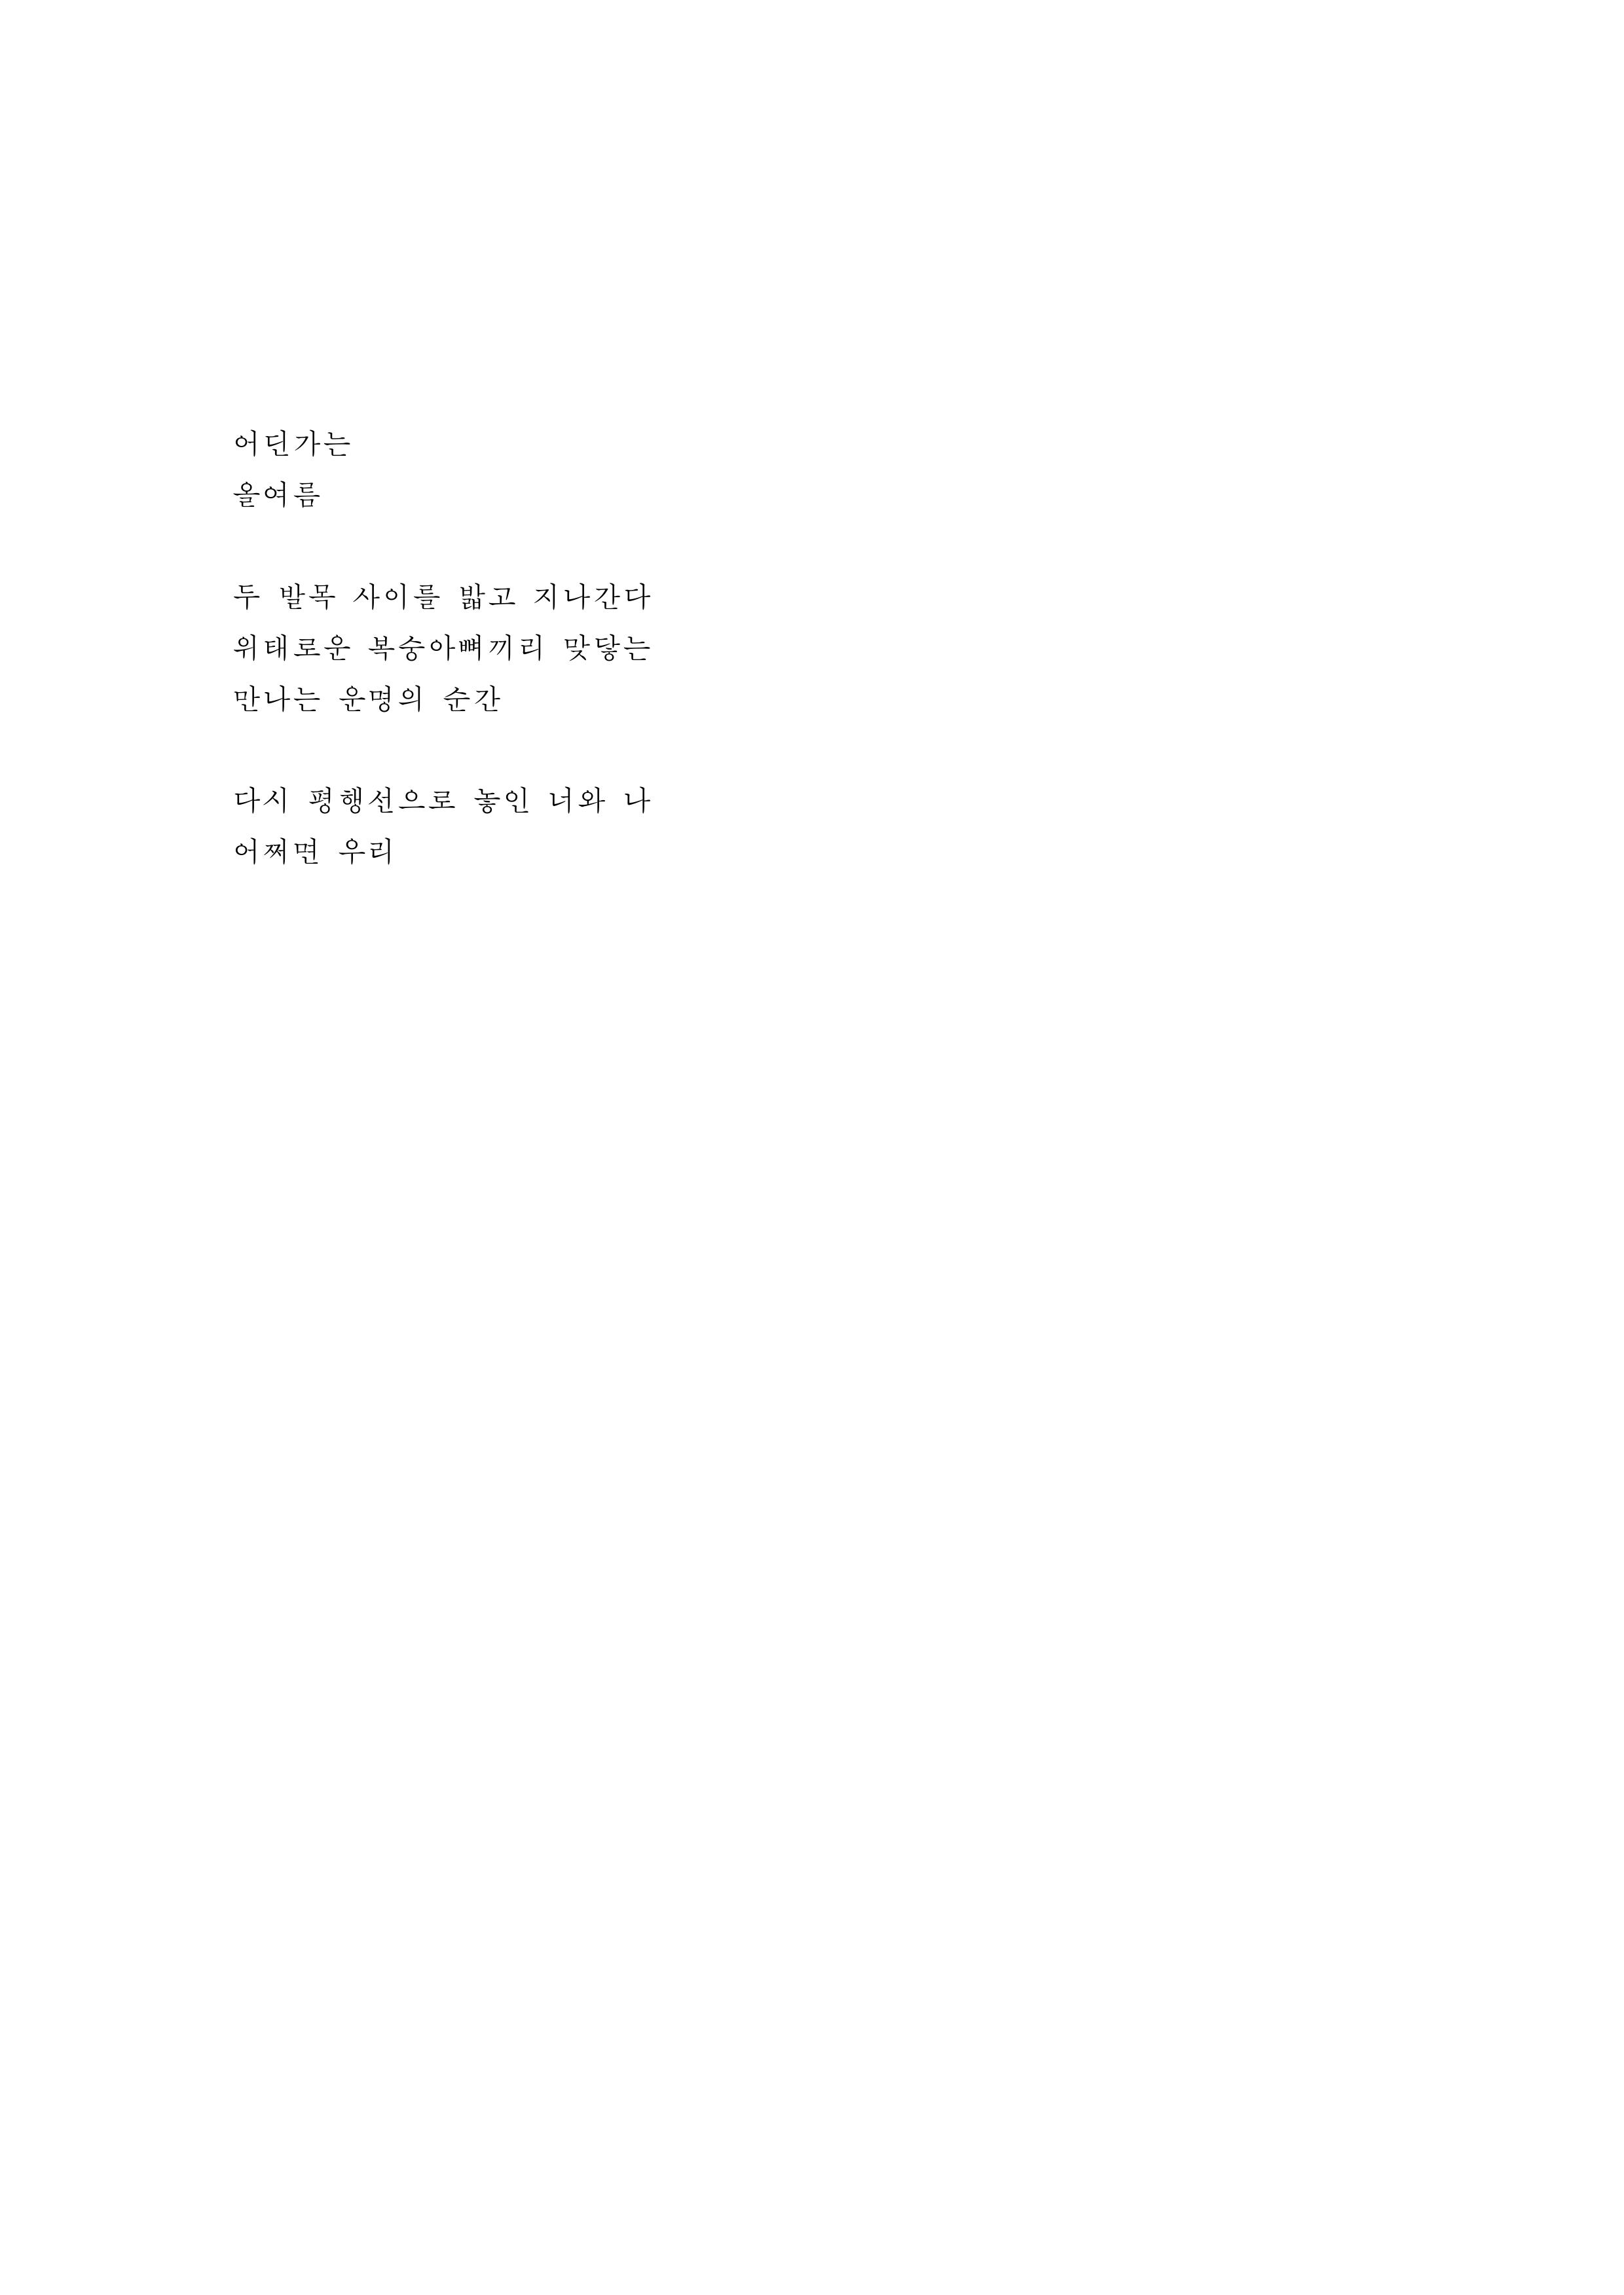 어딘가는
올여름
두 발목 사이를 밟고 지나간다
위태로운 복숭아뼈끼리 맞닿는
만나는 운명의 순간
다시 평행선으로 놓인 너와 나
어쩌면 우리